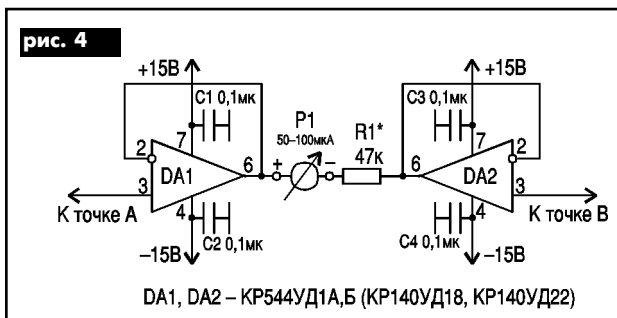 рис. 4
+15В
+15В
C1 0,1мк
C3 0,1мк
P1
50–100мкА
R1*
47к
2
7
6
3
4
DA1
+
–
6
7
2
3
4
DA2
К точке А
К точке В
C2 0,1мк
C4 0,1мк
–15В
–15В
DA1, DA2 – КР544УД1А,Б (КР140УД18, КР140УД22)